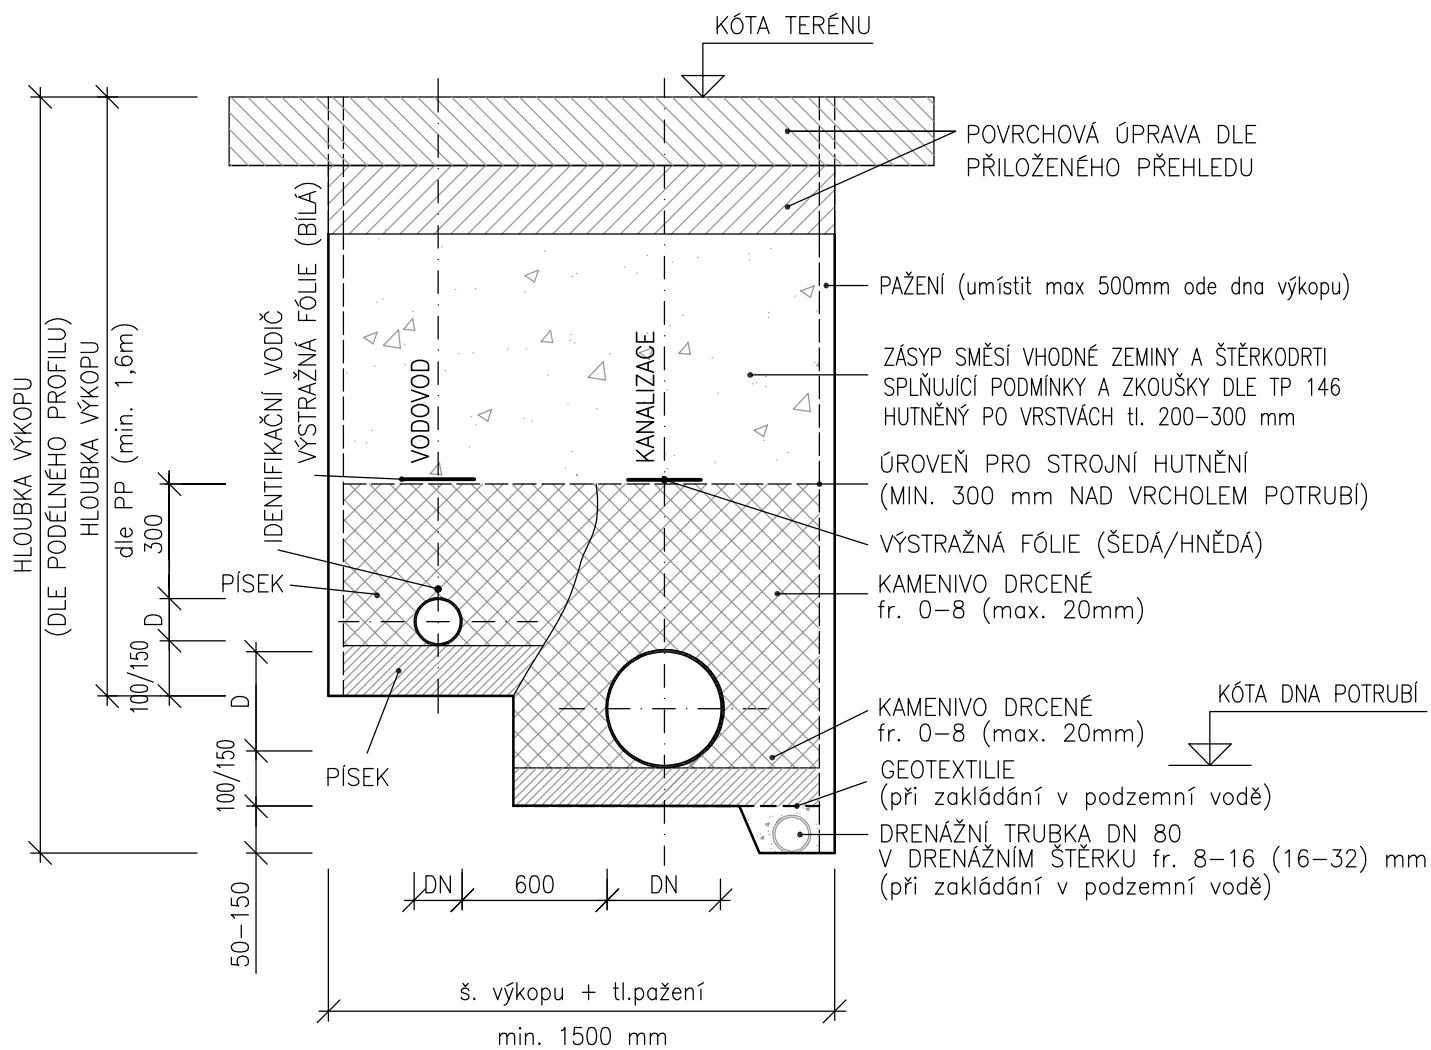 KÓTA TERÉNU
POVRCHOVÁ ÚPRAVA DLE
PŘILOŽENÉHO PŘEHLEDU
PAŽENÍ (umístit max 500mm ode dna výkopu)
ZÁSYP SMĚSÍ VHODNÉ ZEMINY A ŠTĚRKODRTI
SPLŇUJÍCÍ PODMÍNKY A ZKOUŠKY DLE TP 146
HUTNĚNÝ PO VRSTVÁCH tl. 200-300 mm
ÚROVEŇ PRO STROJNÍ HUTNĚNÍ
(MIN. 300 mm NAD VRCHOLEM POTRUBÍ)
VÝSTRAŽNÁ FÓLIE (ŠEDÁ/HNĚDÁ)
KAMENIVO DRCENÉ
fr. 0-8 (max. 20mm)
KÓTA DNA POTRUBÍ
KAMENIVO DRCENÉ
fr. 0-8 (max. 20mm)
GEOTEXTILIE
(při zakládání v podzemní vodě)
DRENÁŽNÍ TRUBKA DN 80
V DRENÁŽNÍM ŠTĚRKU fr. 8-16 (16-32) mm
(při zakládání v podzemní vodě)
HLOUBKA VÝKOPU
(DLE PODÉLNÉHO PROFILU)
HLOUBKA VÝKOPU
dle PP (min. 1,6m)
300
D
100/150
D
100/150
50-150
IDENTIFIKAČNÍ VODIČ
VÝSTRAŽNÁ FÓLIE (BÍLÁ)
VODOVOD
KANALIZACE
PÍSEK
PÍSEK
DN
600
DN
š. výkopu + tl.pažení
min. 1500 mm